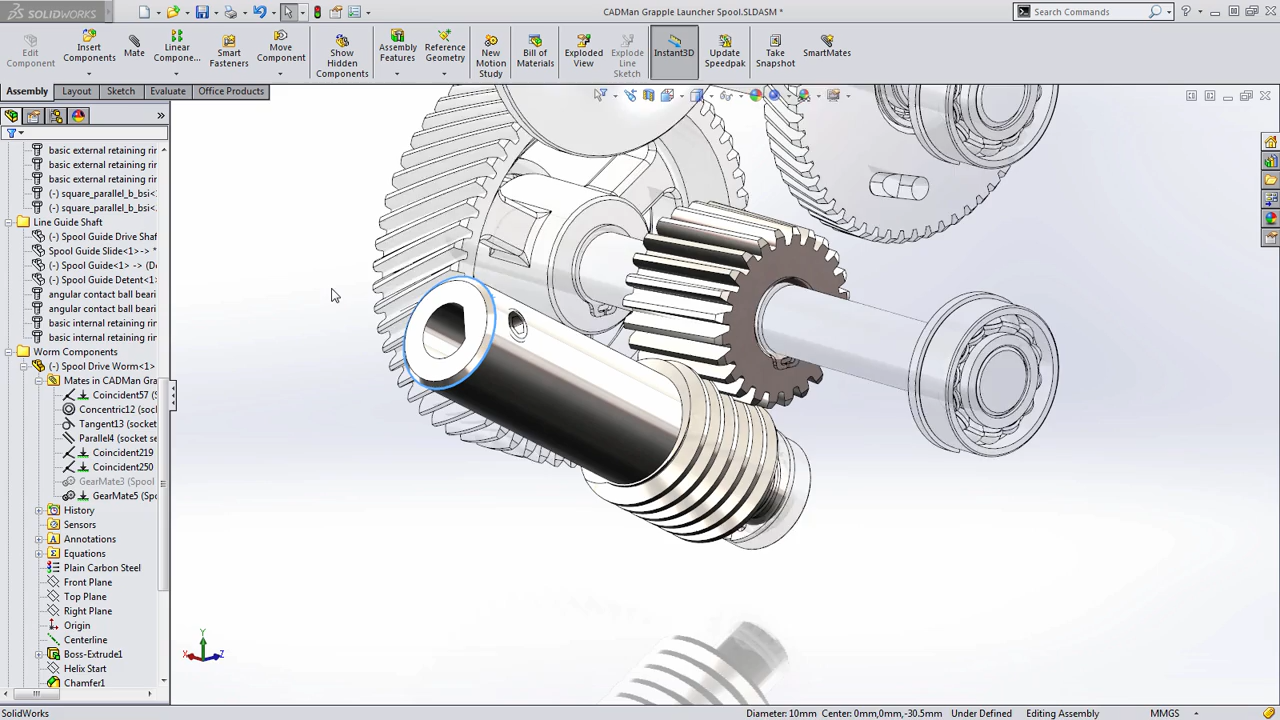 SOLIDWORKS
CADMan Grapple Launcher Spool.SLDASM *
Search Commands
Edit Component
Insert Components
Mate
Linear Compone...
Smart Fasteners
Move Component
Show Hidden Components
Assembly Features
Reference Geometry
New Motion Study
Bill of Materials
Exploded View
Explode Line Sketch
Instant3D
Update Speedpak
Take Snapshot
SmartMates
Assembly
Layout
Sketch
Evaluate
Office Products
basic external retaining rir
basic external retaining rir
basic external retaining rir
(-) square_parallel_b_bsi<
(-) square_parallel_b_bsi<
Line Guide Shaft
(-) Spool Guide Drive Shaf
Spool Guide Slide<1> -> *
(-) Spool Guide<1> -> (D
(-) Spool Guide Detent<1
angular contact ball beari
angular contact ball beari
basic internal retaining rin
basic internal retaining rin
Worm Components
(-) Spool Drive Worm<1>
Mates in CADMan Gra
Coincident57 (S
Concentric12 (sock
Tangent13 (socket
Parallel4 (socket se
Coincident219
Coincident250
GearMate3 (Spool
GearMate5 (Spo
History
Sensors
Annotations
Equations
Plain Carbon Steel
Front Plane
Top Plane
Right Plane
Origin
Centerline
Boss-Extrude1
Helix Start
Chamfer1
Y
X
Z
SolidWorks
Diameter: 10mm Center: 0mm,0mm,-30.5mm
Under Defined
Editing Assembly
MMGS